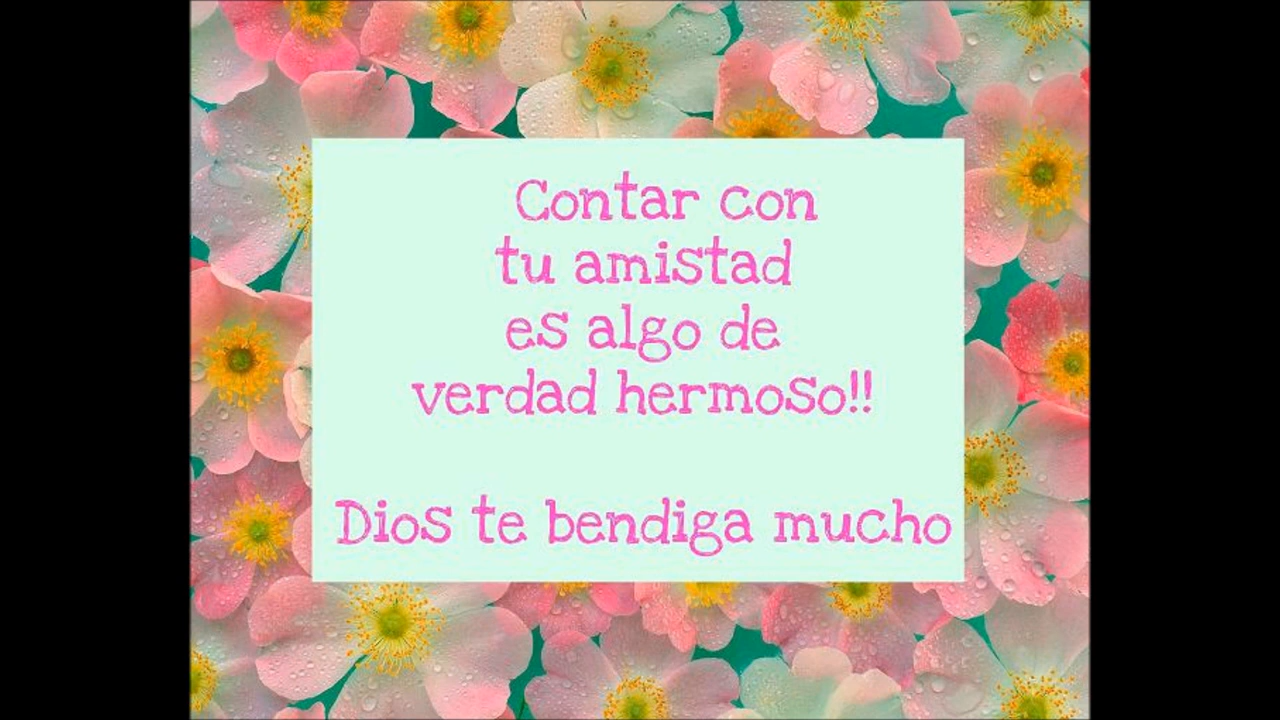 Contar con
tu amistad
es algo de
verdad hermoso!!
Dios te bendiga mucho